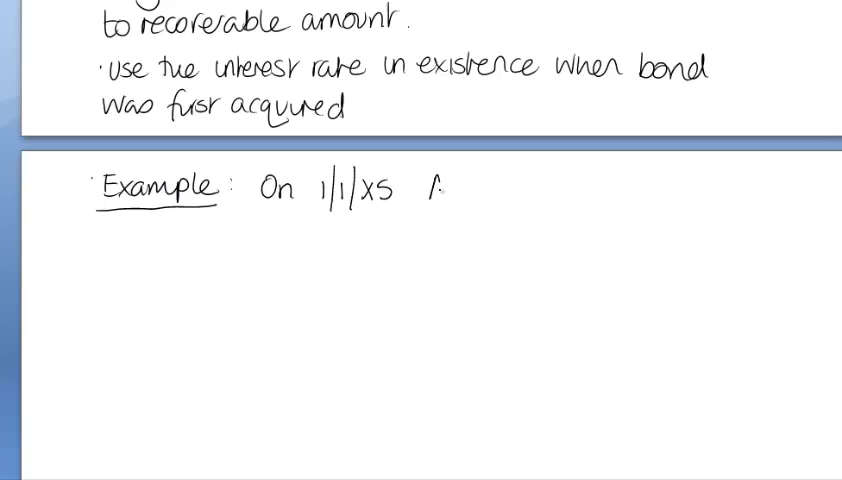 to recoverable amount.
· Use the interest rate in existence when bond
was first acquired
· Example: On 1/1/X5 A